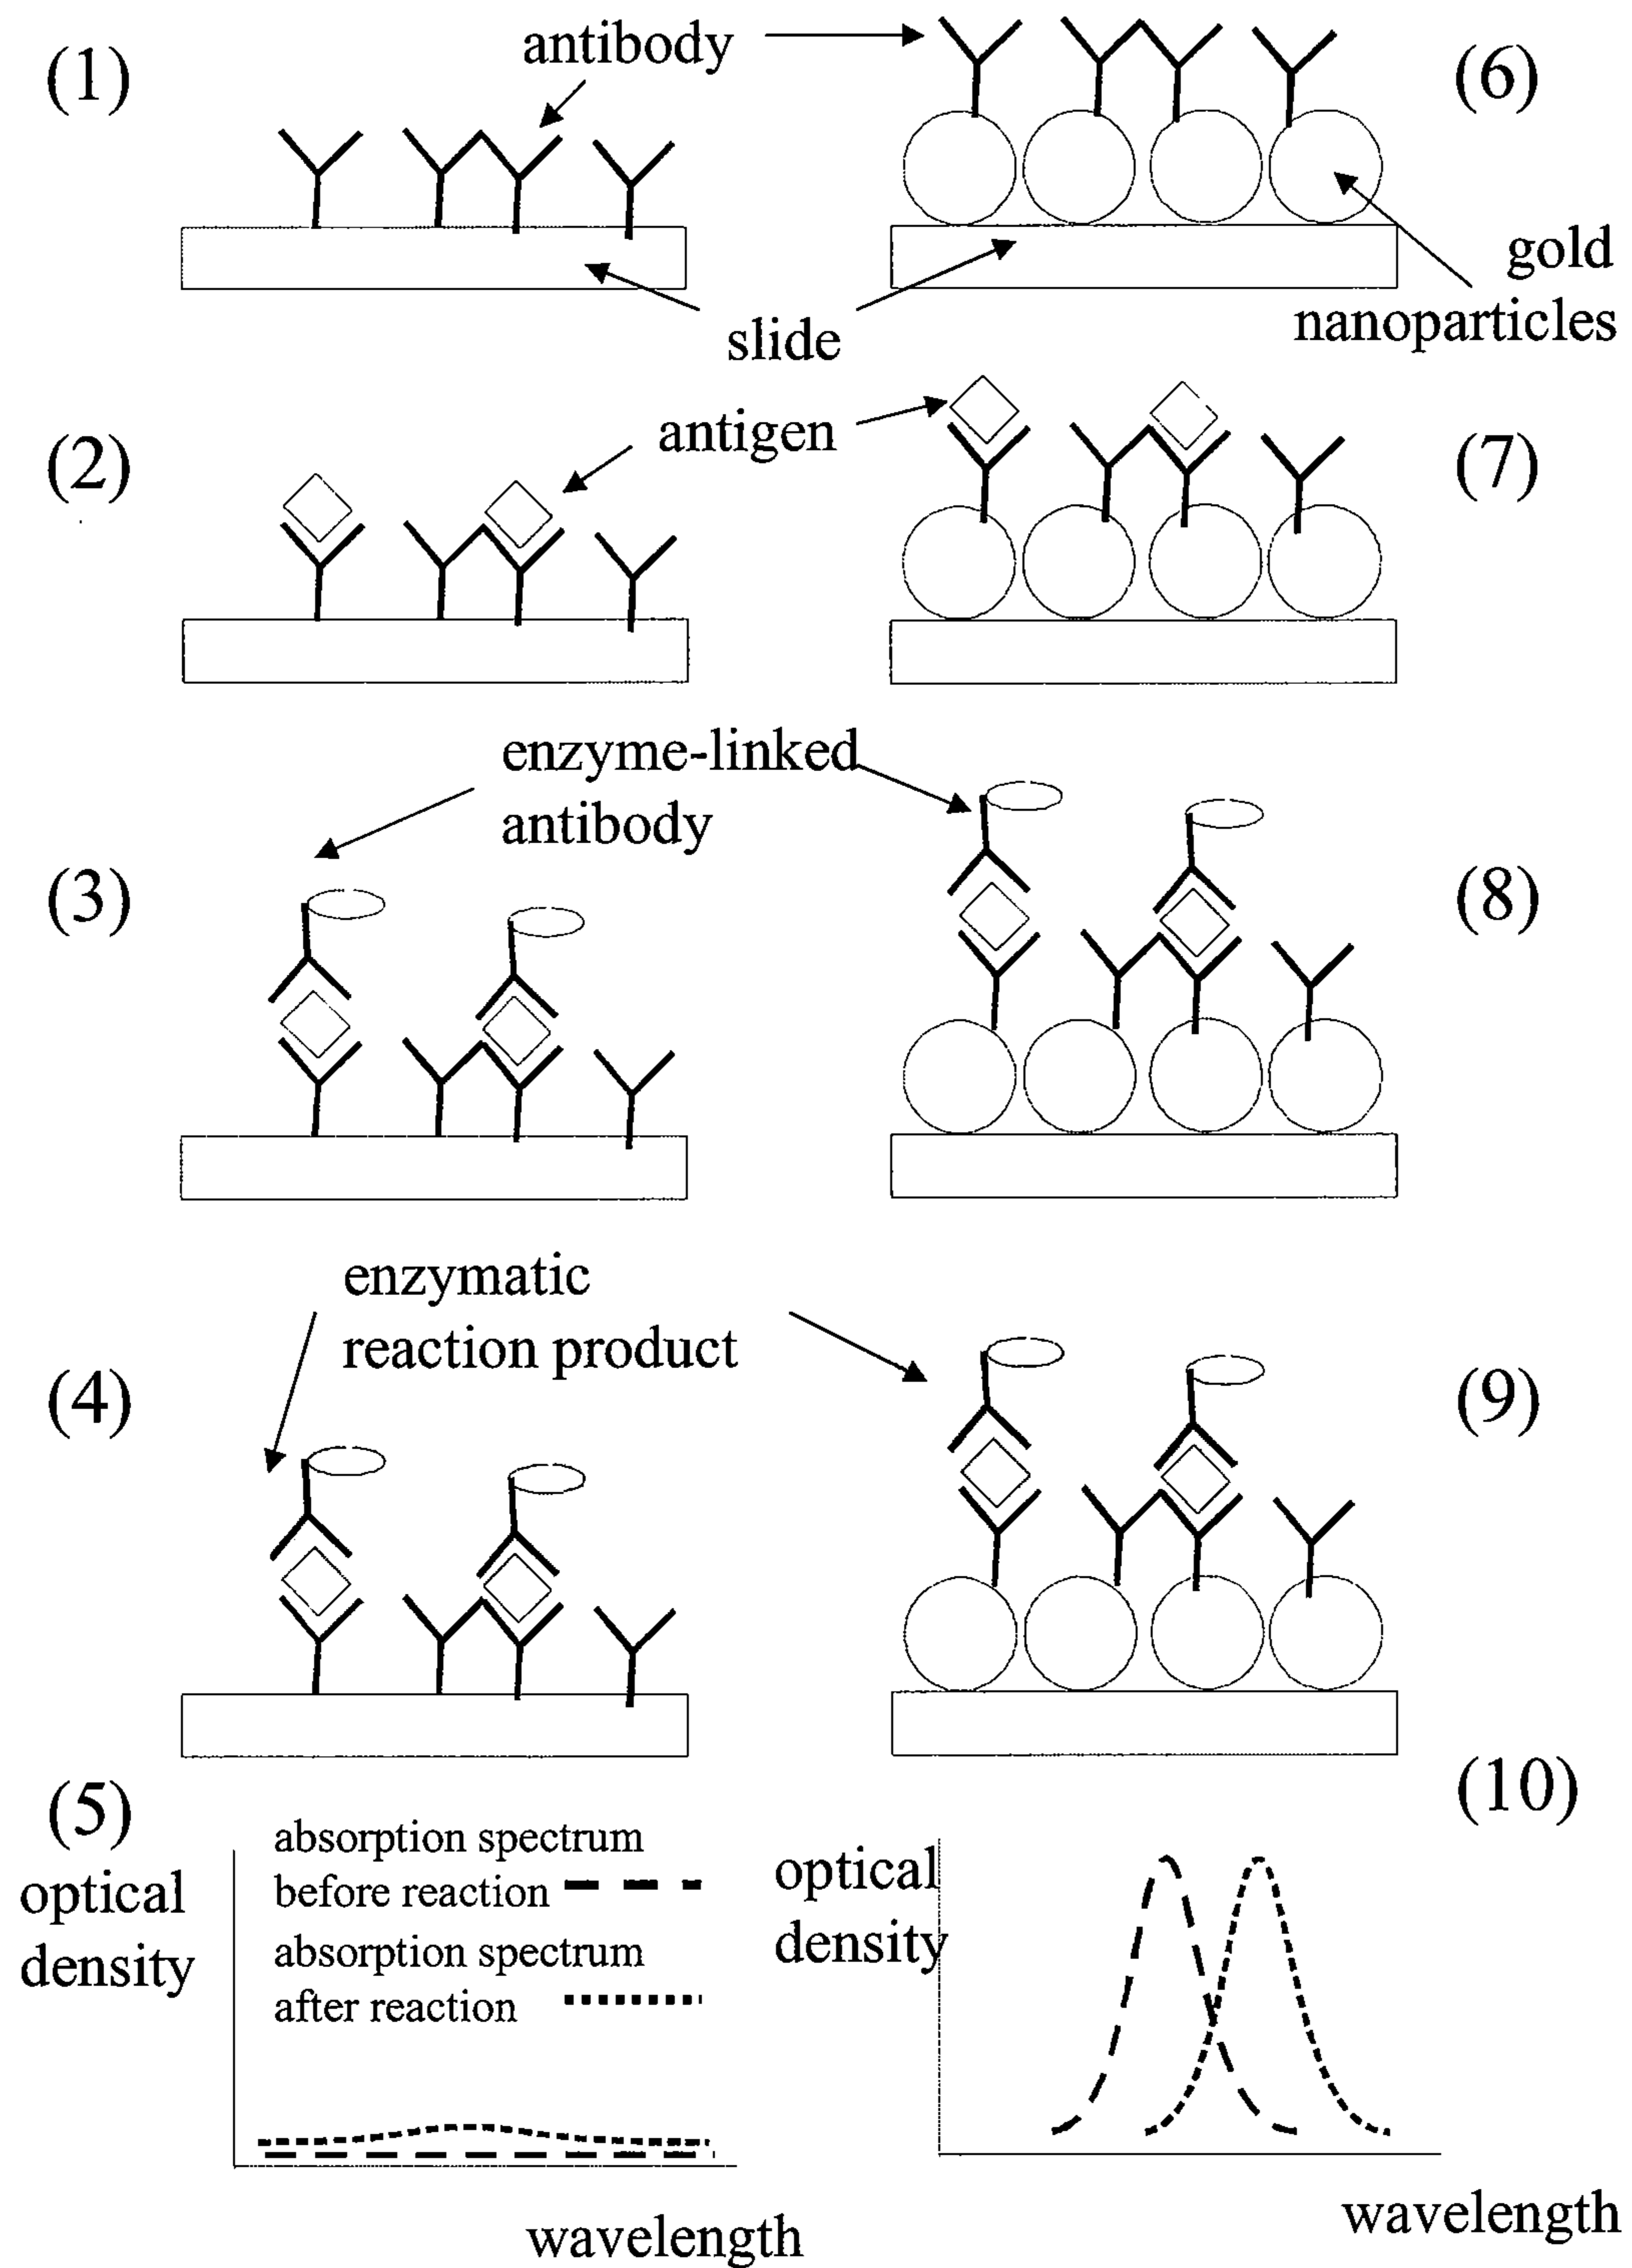 (1)
antibody
(6)
slide
gold
nanoparticles
(2)
antigen
(7)
enzyme-linked
antibody
(3)
(8)
enzymatic
reaction product
(4)
(9)
(5)
optical
density
absorption spectrum
before reaction
absorption spectrum
after reaction
wavelength
(10)
optical
density
wavelength